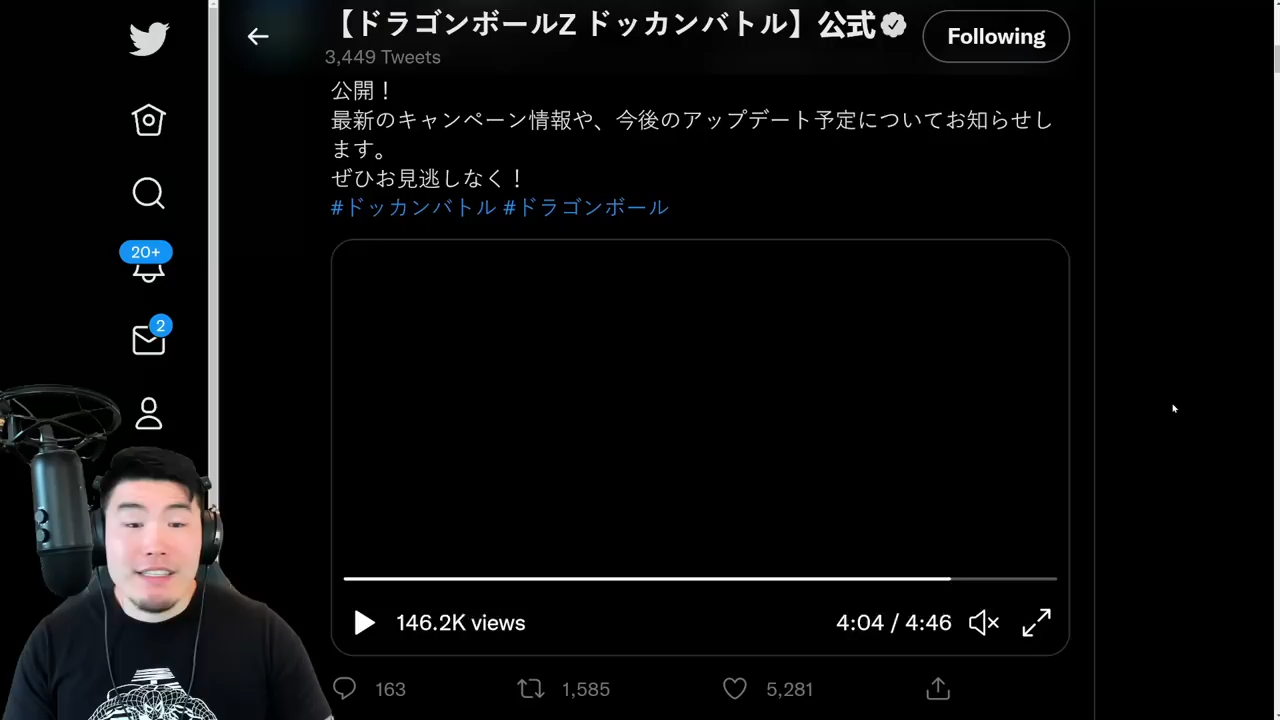 【ドラゴンボールZ ドッカンバトル】公式
Following
3,449 Tweets
公開！
最新のキャンペーン情報や、今後のアップデート予定についてお知らせし
ます。
ぜひお見逃しなく！
#ドッカンバトル #ドラゴンボール
20+
2
146.2K views
4:04 / 4:46
163
1,585
5,281